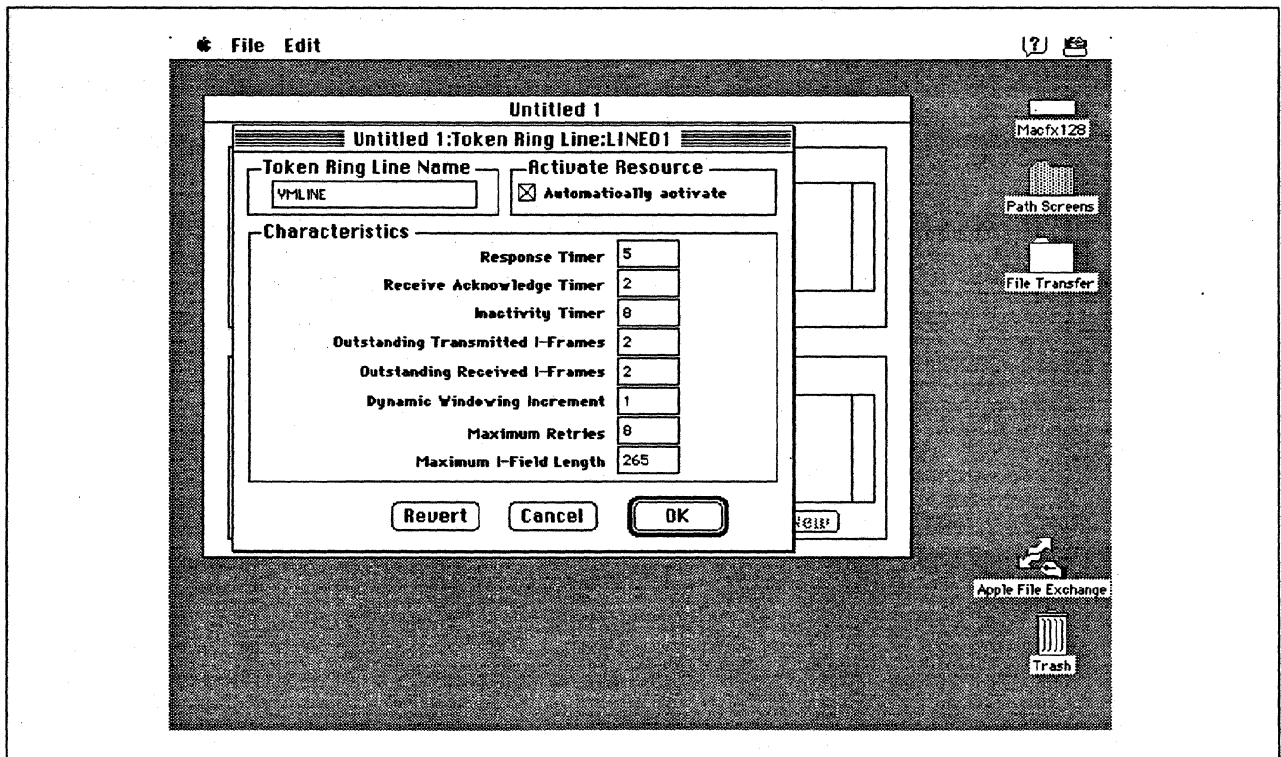 File Edit
Untitled 1
Untitled 1:Token Ring Line:LINE01
Token Ring Line Name
VMLINE
Activate Resource
Automatically activate
Characteristics
Response Timer 5
Receive Acknowledge Timer 2
Inactivity Timer 8
Outstanding Transmitted I-Frames 2
Outstanding Received I-Frames 2
Dynamic Windowing Increment 1
Maximum Retries 8
Maximum I-Field Length 265
Revert Cancel OK
Macfx128
Path Screens
File Transfer
Apple File Exchange
Trash